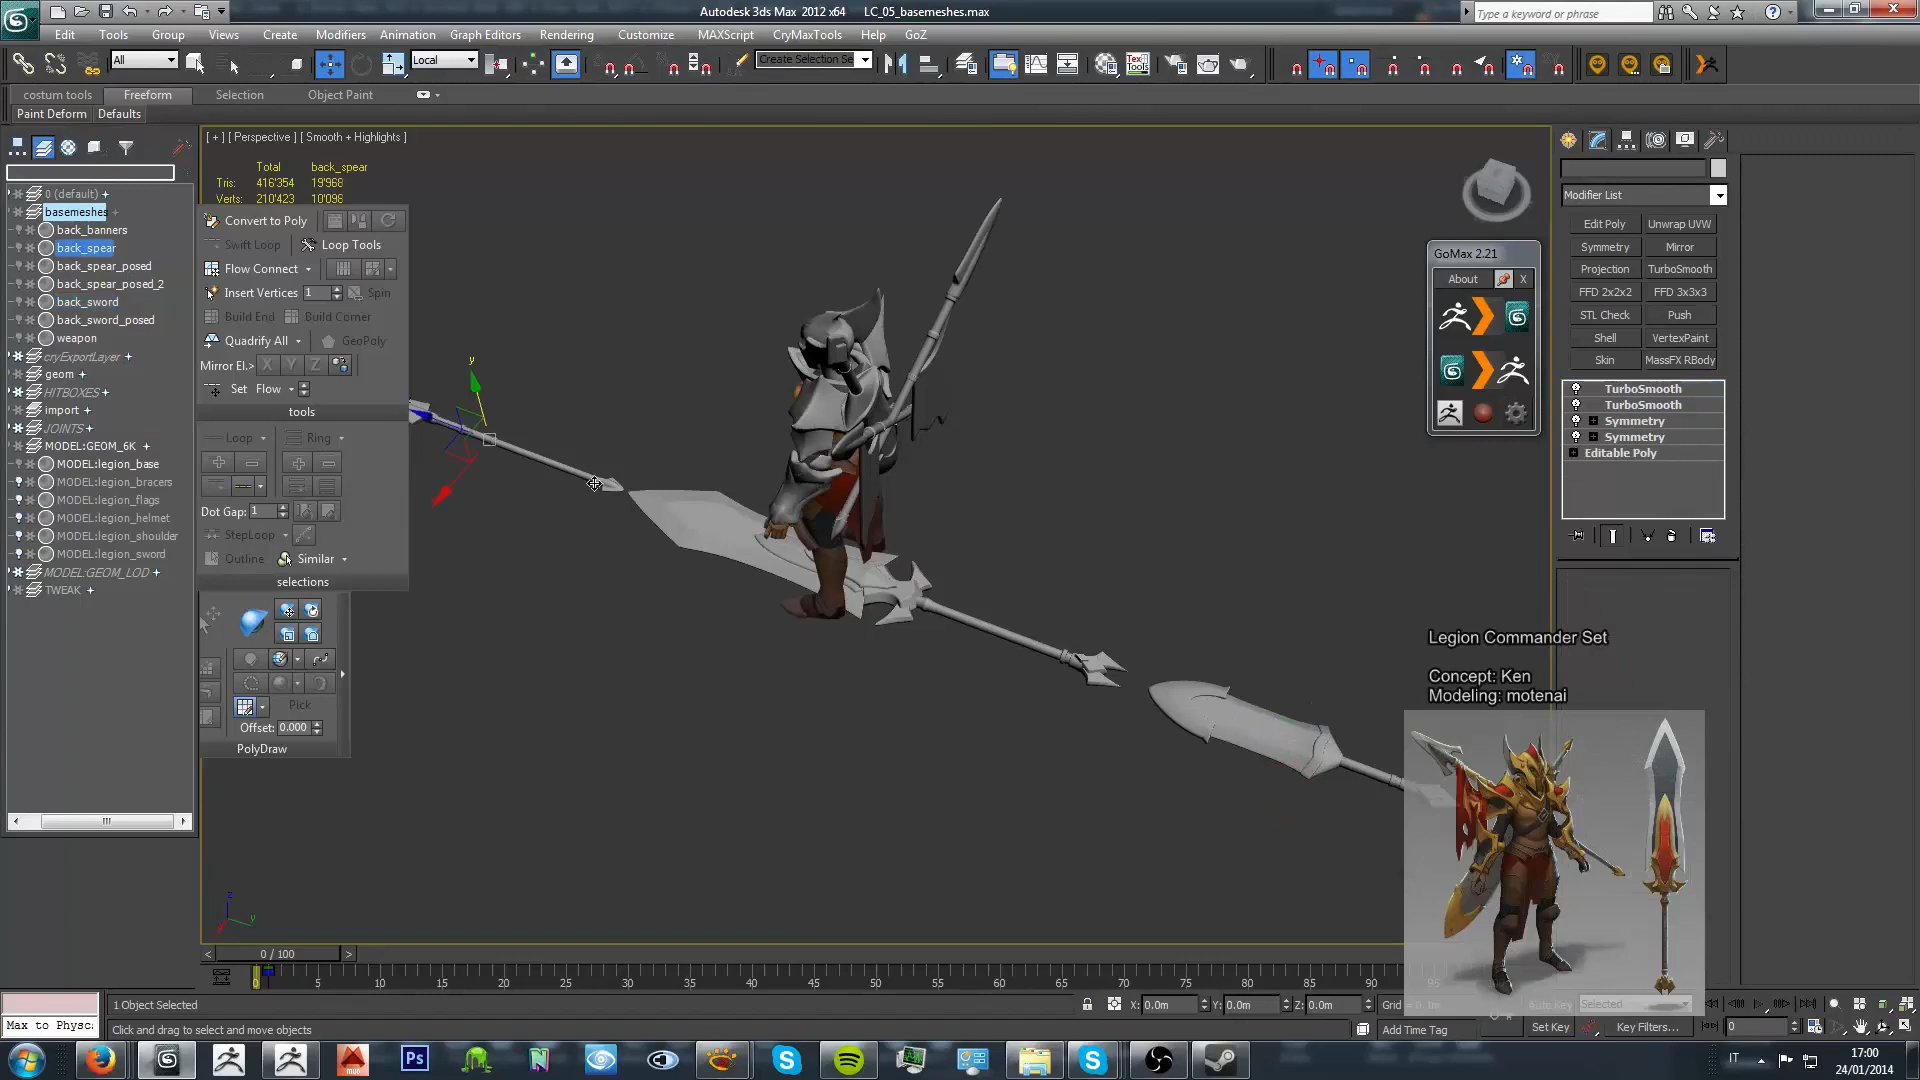 Autodesk 3ds Max 2012 x64 LC_05_basemeshes.max
Type a keyword or phrase
Edit Tools Group Views Create Modifiers Animation Graph Editors Rendering Customize MAXScript CryMaxTools Help GoZ
All
Local
Create Selection Se
costum tools Freeform Selection Object Paint
Paint Deform Defaults
[ + ] [ Perspective ] [ Smooth + Highlights ]
Total back_spear
Tris: 416'354 19'968
Verts: 210'423 10'098
0 (default)
basemeshes
back_banners
back_spear
back_spear_posed
back_spear_posed_2
back_sword
back_sword_posed
weapon
cryExportLayer
geom
HITBOXES
import
JOINTS
MODEL:GEOM_6K
MODEL:legion_base
MODEL:legion_bracers
MODEL:legion_flags
MODEL:legion_helmet
MODEL:legion_shoulder
MODEL:legion_sword
MODEL:GEOM_LOD
TWEAK
Convert to Poly
Swift Loop Loop Tools
Flow Connect
Insert Vertices 1 Spin
Build End Build Corner
Quadrify All GeoPoly
Mirror El.> X Y Z
Set Flow
tools
Loop Ring
Dot Gap: 1
StepLoop
Outline Similar
selections
Pick
Offset: 0.000
PolyDraw
y
z
y
GoMax 2.21
About X
Modifier List
Edit Poly Unwrap UVW
Symmetry Mirror
Projection TurboSmooth
FFD 2x2x2 FFD 3x3x3
STL Check Push
Shell VertexPaint
Skin MassFX RBody
TurboSmooth
TurboSmooth
Symmetry
Symmetry
Editable Poly
Legion Commander Set
Concept: Ken
Modeling: motenai
0 / 100
0 5 10 15 20 25 30 35 40 45 50 55 60 65 70 75 80 85 90
1 Object Selected
X: 0.0m Y: 0.0m Z: 0.0m
Auto Key Selected
Max to Physc:
Click and drag to select and move objects
Add Time Tag
Set Key Key Filters...
0
Ps
IT
17:00
24/01/2014